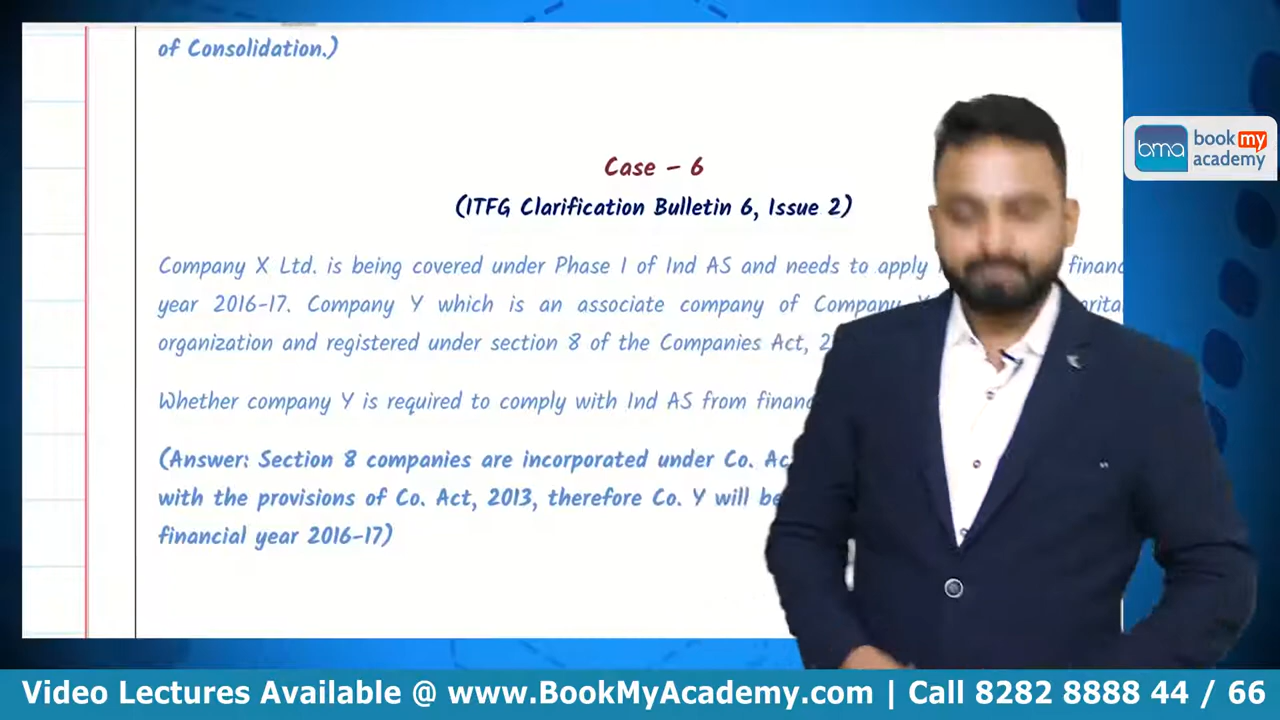 of Consolidation.)
Case – 6
(ITFG Clarification Bulletin 6, Issue 2)
bma book my academy
Company X Ltd. is being covered under Phase I of Ind AS and needs to apply
year 2016-17. Company Y which is an associate company of Company
organization and registered under section 8 of the Companies Act,
Whether company Y is required to comply with Ind AS from
(Answer: Section 8 companies are incorporated under Co.
with the provisions of Co. Act, 2013, therefore Co. Y will be
financial year 2016-17)
Video Lectures Available @ www.BookMyAcademy.com | Call 8282 8888 44 / 66